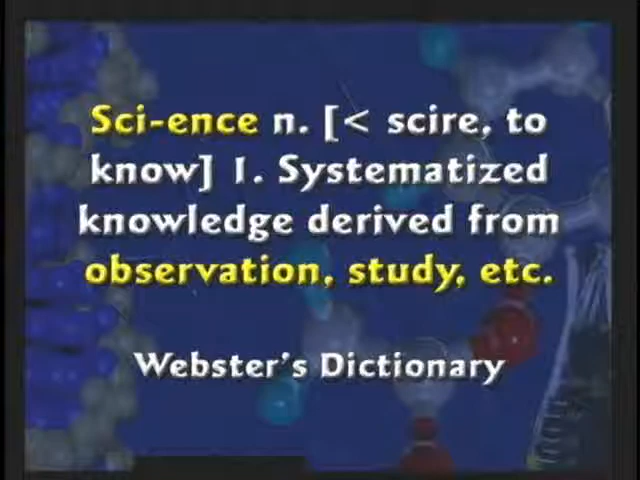 Sci-ence n. [< scire, to
know] 1. Systematized
knowledge derived from
observation, study, etc.
Webster's Dictionary